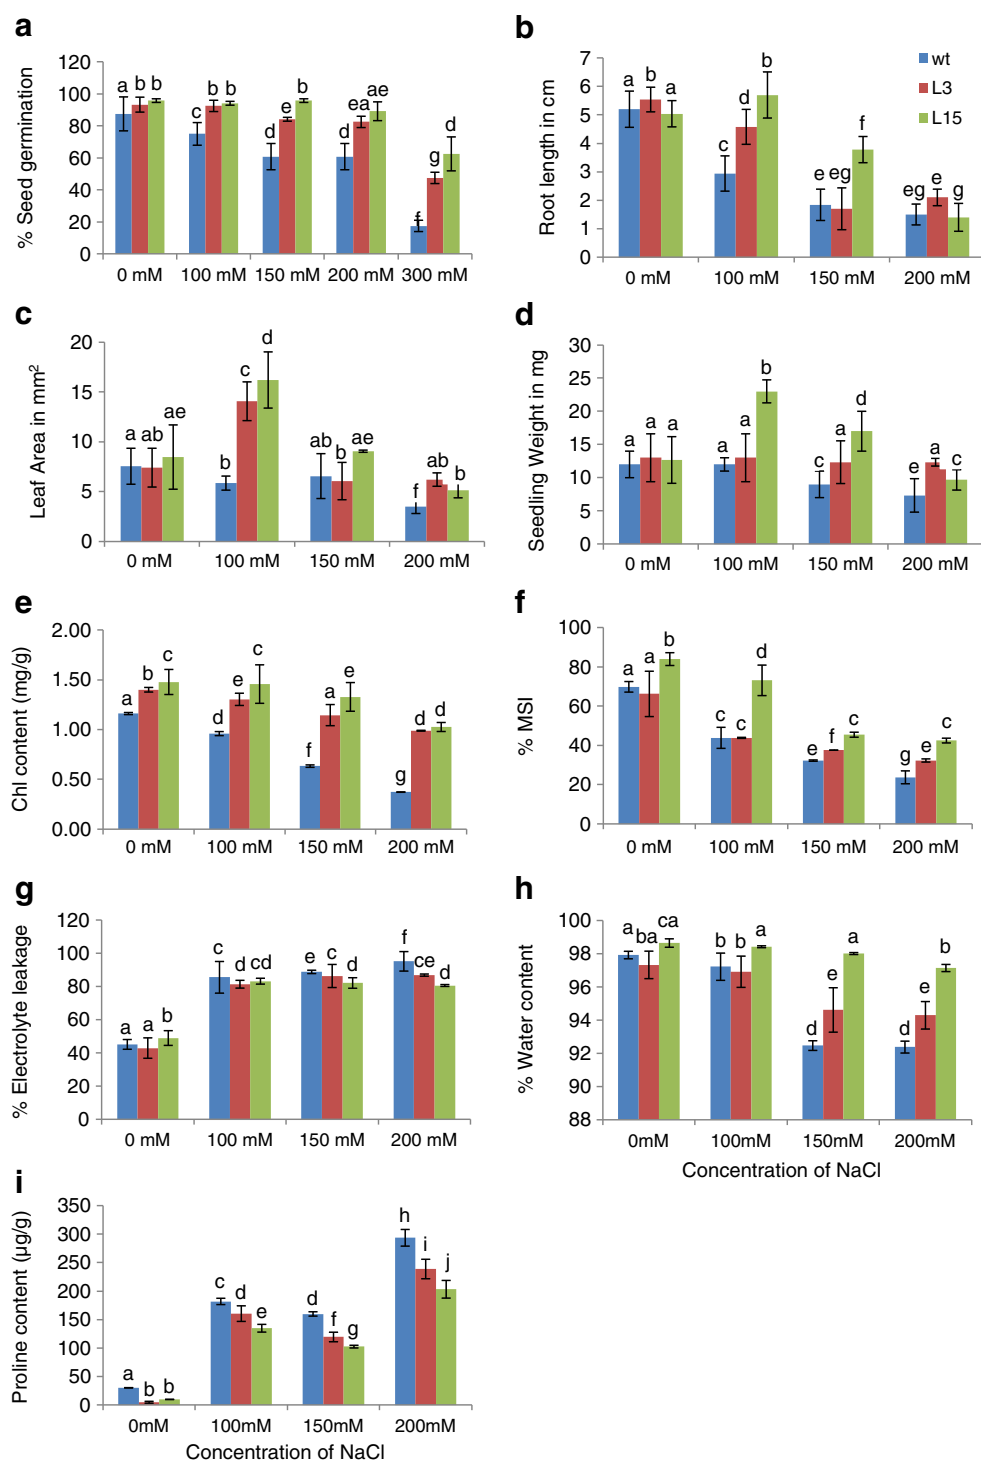 a
% Seed germination
120
100
80
60
40
20
0
a b b
c b b
d e b
d ea ae
f g d
0 mM 100 mM 150 mM 200 mM 300 mM
b
Root length in cm
7
6
5
4
3
2
1
0
a b a
c d b
e eg f
eg e g
0 mM 100 mM 150 mM 200 mM
wt
L3
L15
c
Leaf Area in mm²
20
15
10
5
0
a ab ae
b c d
ab b ae
f ab b
0 mM 100 mM 150 mM 200 mM
d
Seedling Weight in mg
30
25
20
15
10
5
0
a a a
a a b
c a d
e a c
0 mM 100 mM 150 mM 200 mM
e
Chl content (mg/g)
2.00
1.50
1.00
0.50
0.00
a b c
d e c
f a e
g d d
0 mM 100 mM 150 mM 200 mM
f
% MSI
100
80
60
40
20
0
a a b
c c d
e f c
g e c
0 mM 100 mM 150 mM 200 mM
g
% Electrolyte leakage
120
100
80
60
40
20
0
a a b
c d cd
e c d
f ce d
0 mM 100 mM 150 mM 200 mM
h
% Water content
100
98
96
94
92
90
88
a ba ca
b b a
d e a
d e b
0mM 100mM 150mM 200mM
Concentration of NaCl
i
Proline content (µg/g)
350
300
250
200
150
100
50
0
a b b
c d e
d f g
h i j
0mM 100mM 150mM 200mM
Concentration of NaCl